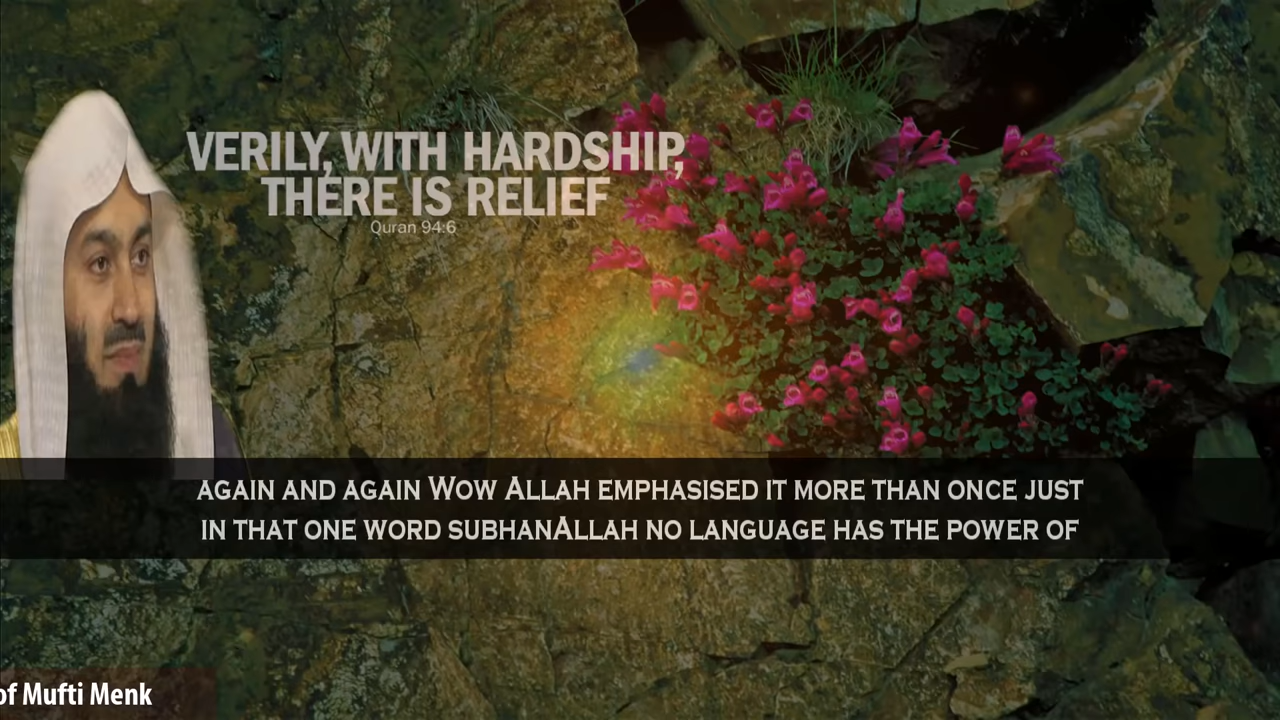 VERILY, WITH HARDSHIP,
THERE IS RELIEF
Quran 94:6
AGAIN AND AGAIN WOW ALLAH EMPHASISED IT MORE THAN ONCE JUST
IN THAT ONE WORD SUBHANALLAH NO LANGUAGE HAS THE POWER OF
of Mufti Menk